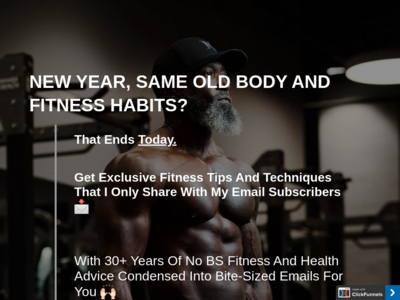 NEW YEAR, SAME OLD BODY AND
FITNESS HABITS?
That Ends Today.
Get Exclusive Fitness Tips And Techniques
That I Only Share With My Email Subscribers
📩
With 30+ Years Of No BS Fitness And Health
Advice Condensed Into Bite-Sized Emails For
You 🙌🏻
ClickFunnels